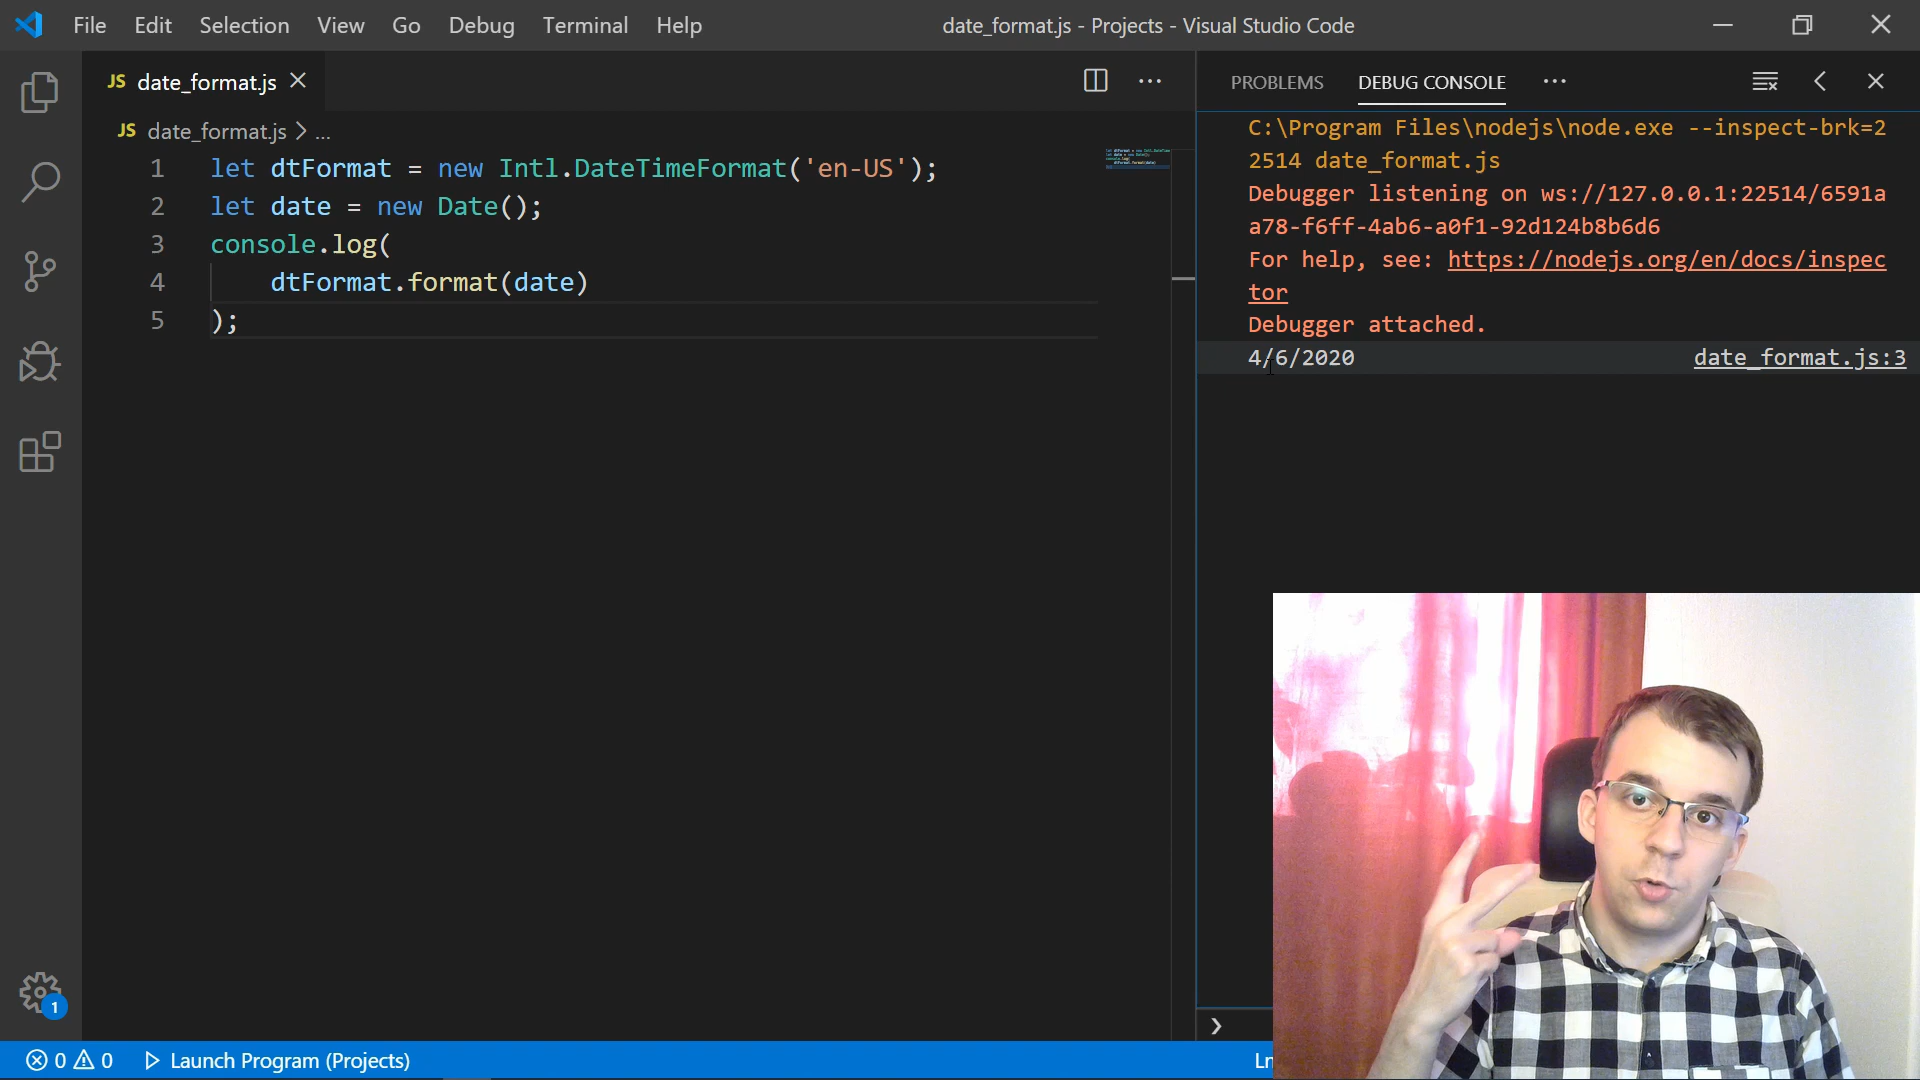 File Edit Selection View Go Debug Terminal Help
date_format.js - Projects - Visual Studio Code
JS date_format.js
JS date_format.js > ...
1 let dtFormat = new Intl.DateTimeFormat('en-US');
2 let date = new Date();
3 console.log(
4 dtFormat.format(date)
5 );
PROBLEMS DEBUG CONSOLE ...
C:\Program Files\nodejs\node.exe --inspect-brk=2
2514 date_format.js
Debugger listening on ws://127.0.0.1:22514/6591a
a78-f6ff-4ab6-a0f1-92d124b8b6d6
For help, see: https://nodejs.org/en/docs/inspec
tor
Debugger attached.
4/6/2020 date_format.js:3
1
0 0 Launch Program (Projects)
Ln